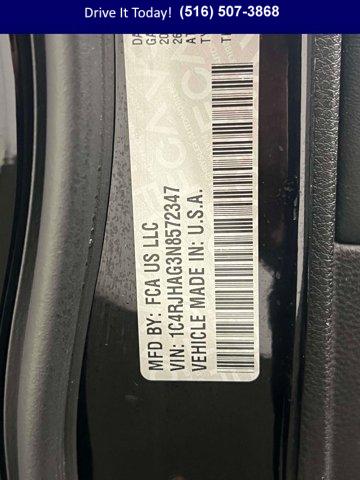 Drive It Today! (516) 507-3868
MFD BY: FCA US LLC
VIN: 1C4RJHAG3N8572347
VEHICLE MADE IN: U.S.A.